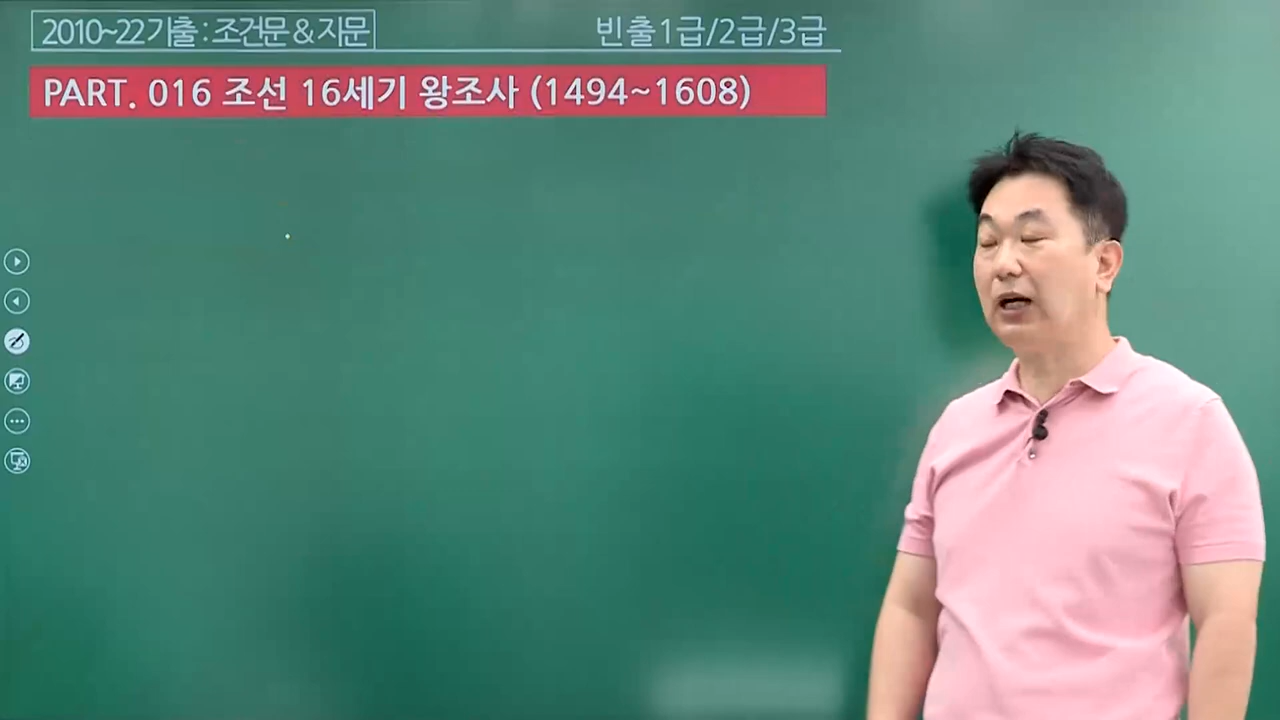 2010~22기출 : 조건문 & 지문
빈출1급/2급/3급
PART. 016 조선 16세기 왕조사 (1494~1608)